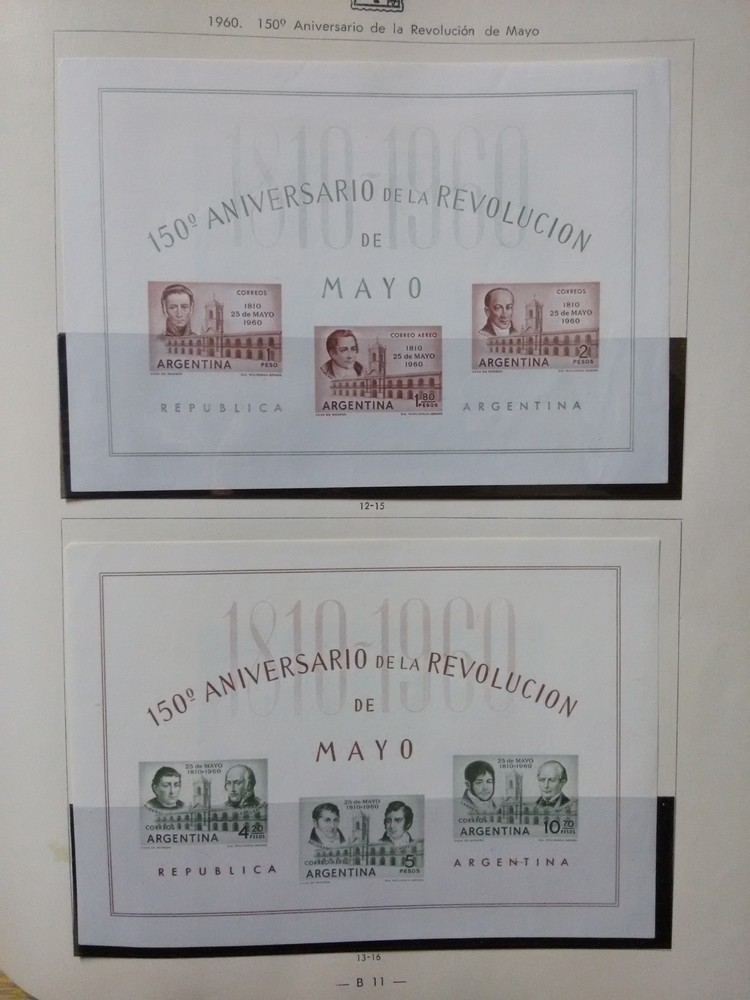 1960. 150º Aniversario de la Revolución de Mayo
1810-1960
150º ANIVERSARIO DE LA REVOLUCION
DE
MAYO
CORREOS
1810
25 de MAYO
1960
1
PESO
ARGENTINA
CORREO AEREO
1810
25 de MAYO
1960
1.80
PESOS
ARGENTINA
CORREOS
1810
25 de MAYO
1960
2
PESOS
ARGENTINA
REPUBLICA ARGENTINA
12-15
1810-1960
150º ANIVERSARIO DE LA REVOLUCION
DE
MAYO
25 de MAYO
1810-1960
CORREOS
4.20
PESOS
ARGENTINA
25 de MAYO
1810-1960
5
PESOS
ARGENTINA
25 de MAYO
1810-1960
CORREOS
10.70
PESOS
ARGENTINA
REPUBLICA ARGENTINA
13-16
— B 11 —